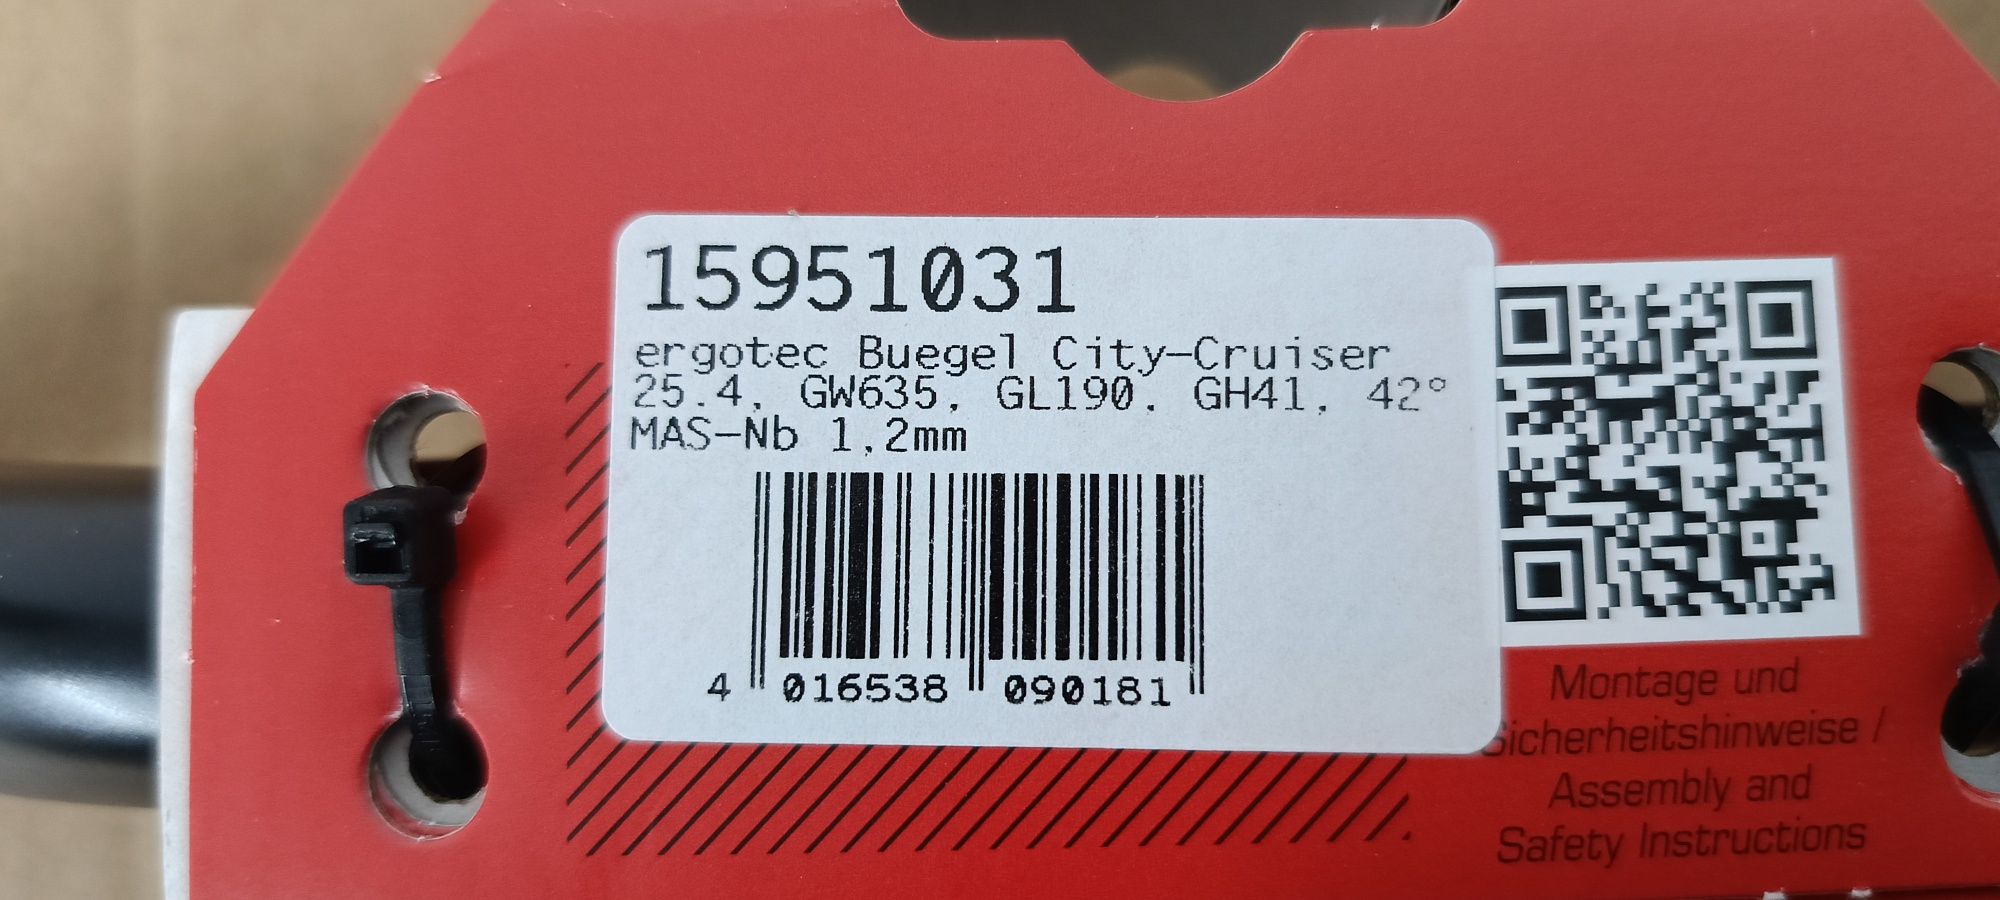 15951031
ergotec Buegel City-Cruiser
25.4, GW635, GL190, GH41, 42°
MAS-Nb 1,2mm
4 016538 090181
Montage und
Sicherheitshinweise /
Assembly and
Safety Instructions